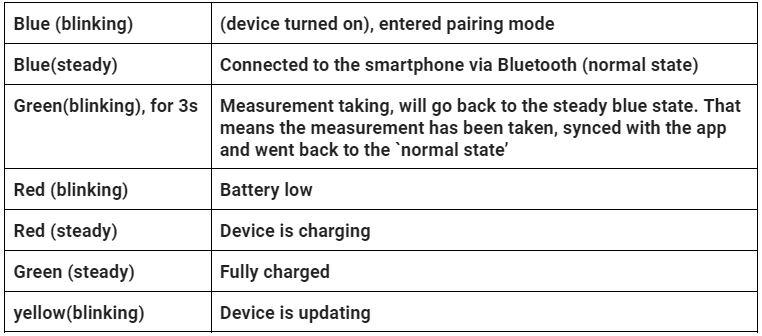 Blue (blinking)
(device turned on), entered pairing mode
Blue(steady)
Connected to the smartphone via Bluetooth (normal state)
Green(blinking), for 3s
Measurement taking, will go back to the steady blue state. That
means the measurement has been taken, synced with the app
and went back to the `normal state’
Red (blinking)
Battery low
Red (steady)
Device is charging
Green (steady)
Fully charged
yellow(blinking)
Device is updating